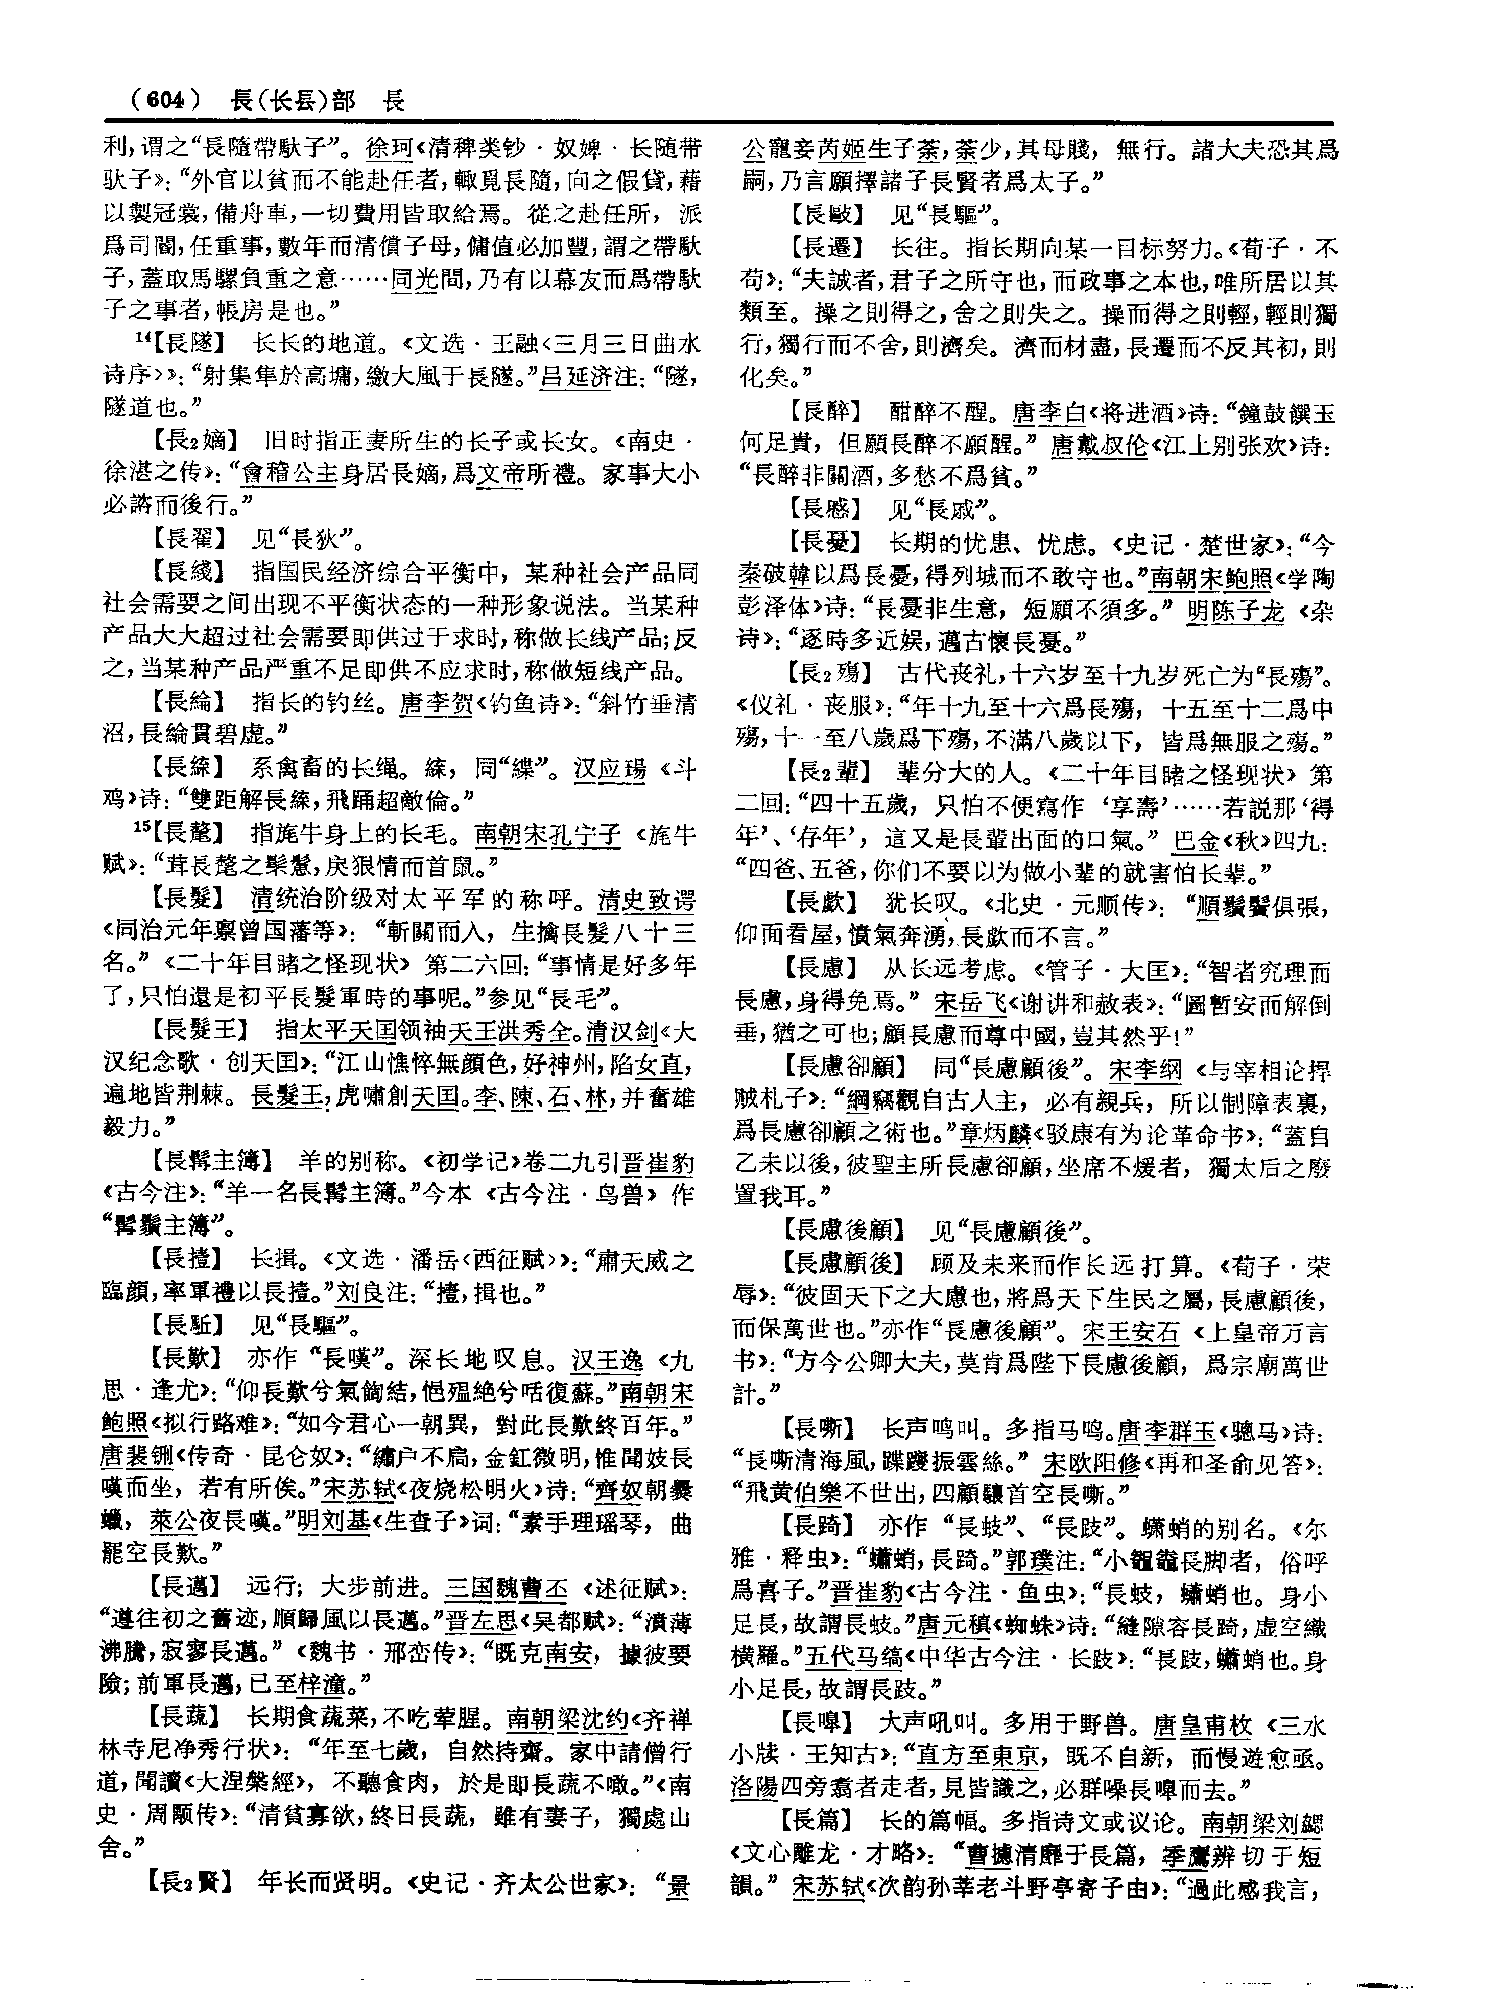 （604） 長（长镸）部 長
利，谓之“長隨帶馱子”。徐珂《清稗类钞·奴婢·长随带
驮子》：“外官以貧而不能赴任者，輒覓長隨，向之假貸，藉
以製冠裳，備舟車，一切費用皆取給焉。從之赴任所，派
爲司閽，任重事，數年而清償子母，傭值必加豐，謂之帶馱
子，蓋取馬騾負重之意……同光間，乃有以幕友而爲帶馱
子之事者，帳房是也。”
14【長隧】 长长的地道。《文选·王融〈三月三日曲水
诗序〉》：“射集隼於高墉，繳大風于長隧。”吕延济注：“隧，
隧道也。”
【長2嫡】 旧时指正妻所生的长子或长女。《南史·
徐湛之传》：“會稽公主身居長嫡，爲文帝所禮。家事大小
必諮而後行。”
【長翟】 见“長狄”。
【長綫】 指国民经济综合平衡中，某种社会产品同
社会需要之间出现不平衡状态的一种形象说法。当某种
产品大大超过社会需要即供过于求时，称做长线产品；反
之，当某种产品严重不足即供不应求时，称做短线产品。
【長綸】 指长的钓丝。唐李贺《钓鱼诗》：“斜竹垂清
沼，長綸貫碧虚。”
【長緤】 系禽畜的长绳。緤，同“緤”。汉应瑒《斗
鸡》诗：“雙距解長緤，飛踊超敵倫。”
15【長氂】 指旄牛身上的长毛。南朝宋孔宁子《旄牛
赋》：“茸長氂之髤髽，戾狠情而首鼠。”
【長髮】 清统治阶级对太平军的称呼。清史致谔
《同治元年禀曾国藩等》：“斬關而入，生擒長髮八十三
名。”《二十年目睹之怪现状》第二六回：“事情是好多年
了，只怕還是初平長髮軍時的事呢。”参见“長毛”。
【長髮王】 指太平天囯领袖天王洪秀全。清汉剑《大
汉纪念歌·创天囯》：“江山憔悴無顔色，好神州，陷女直，
遍地皆荆棘。長髮王，虎嘯創天囯。李、陳、石、林，并奮雄
毅力。”
【長髯主簿】 羊的别称。《初学记》卷二九引晋崔豹
《古今注》：“羊一名長髯主簿。”今本《古今注·鸟兽》作
“髯鬚主簿”。
【長撎】 长揖。《文选·潘岳〈西征赋〉》：“肅天威之
臨顔，率軍禮以長撎。”刘良注：“撎，揖也。”
【長駈】 见“長驅”。
【長歎】 亦作“長嘆”。深长地叹息。汉王逸《九
思·逢尤》：“仰長歎兮氣䭇結，悒殟絶兮咶復蘇。”南朝宋
鲍照《拟行路难》：“如今君心一朝異，對此長歎終百年。”
唐裴铏《传奇·昆仑奴》：“繡户不扃，金釭微明，惟聞妓長
嘆而坐，若有所俟。”宋苏轼《夜烧松明火》诗：“齊奴朝爨
蠟，萊公夜長嘆。”明刘基《生查子》词：“素手理瑶琴，曲
罷空長歎。”
【長邁】 远行；大步前进。三国魏曹丕《述征赋》：
“遵往初之舊迹，順歸風以長邁。”晋左思《吴都赋》：“濆薄
沸騰，寂寥長邁。”《魏书·邢峦传》：“既克南安，據彼要
險；前軍長邁，已至梓潼。”
【長蔬】 长期食蔬菜，不吃荤腥。南朝梁沈约《齐禅
林寺尼净秀行状》：“年至七歲，自然持齋。家中請僧行
道，聞讀《大涅槃經》，不聽食肉，於是即長蔬不噉。”《南
史·周颙传》：“清貧寡欲，終日長蔬，雖有妻子，獨處山
舍。”
【長2賢】 年长而贤明。《史记·齐太公世家》：“景
公寵妾芮姬生子荼，荼少，其母賤，無行。諸大夫恐其爲
嗣，乃言願擇諸子長賢者爲太子。”
【長敺】 见“長驅”。
【長遷】 长往。指长期向某一目标努力。《荀子·不
苟》：“夫誠者，君子之所守也，而政事之本也，唯所居以其
類至。操之則得之，舍之則失之。操而得之則輕，輕則獨
行，獨行而不舍，則濟矣。濟而材盡，長遷而不反其初，則
化矣。”
【長醉】 酣醉不醒。唐李白《将进酒》诗：“鐘鼓饌玉
何足貴，但願長醉不願醒。”唐戴叔伦《江上别张欢》诗：
“長醉非關酒，多愁不爲貧。”
【長慼】 见“長戚”。
【長憂】 长期的忧患、忧虑。《史记·楚世家》：“今
秦破韓以爲長憂，得列城而不敢守也。”南朝宋鲍照《学陶
彭泽体》诗：“長憂非生意，短願不須多。”明陈子龙《杂
诗》：“逐時多近娱，邁古懷長憂。”
【長2殤】 古代丧礼，十六岁至十九岁死亡为“長殤”。
《仪礼·丧服》：“年十九至十六爲長殤，十五至十二爲中
殤，十一至八歲爲下殤，不滿八歲以下，皆爲無服之殤。”
【長2輩】 辈分大的人。《二十年目睹之怪现状》第
二回：“四十五歲，只怕不便寫作‘享壽’……若説那‘得
年’、‘存年’，這又是長輩出面的口氣。”巴金《秋》四九：
“四爸、五爸，你们不要以为做小辈的就害怕长辈。”
【長歔】 犹长叹。《北史·元顺传》：“順鬚鬢俱張，
仰面看屋，憤氣奔湧，長歔而不言。”
【長慮】 从长远考虑。《管子·大匡》：“智者究理而
長慮，身得免焉。”宋岳飞《谢讲和赦表》：“圖暫安而解倒
垂，猶之可也；顧長慮而尊中國，豈其然乎！”
【長慮卻顧】 同“長慮顧後”。宋李纲《与宰相论捍
贼札子》：“綱竊觀自古人主，必有親兵，所以制障表裏，
爲長慮卻顧之術也。”章炳麟《驳康有为论革命书》：“蓋自
乙未以後，彼聖主所長慮卻顧，坐席不煖者，獨太后之廢
置我耳。”
【長慮後顧】 见“長慮顧後”。
【長慮顧後】 顾及未来而作长远打算。《荀子·荣
辱》：“彼固天下之大慮也，將爲天下生民之屬，長慮顧後，
而保萬世也。”亦作“長慮後顧”。宋王安石《上皇帝万言
书》：“方今公卿大夫，莫肯爲陛下長慮後顧，爲宗廟萬世
計。”
【長嘶】 长声鸣叫。多指马鸣。唐李群玉《骢马》诗：
“長嘶清海風，蹀躞振雲絲。”宋欧阳修《再和圣俞见答》：
“飛黄伯樂不世出，四顧驤首空長嘶。”
【長踦】 亦作“長蚑”、“長跂”。蟏蛸的别名。《尔
雅·释虫》：“蠨蛸，長踦。”郭璞注：“小鼅鼄長脚者，俗呼
爲喜子。”晋崔豹《古今注·鱼虫》：“長蚑，蠨蛸也。身小
足長，故謂長蚑。”唐元稹《蜘蛛》诗：“縫隙容長踦，虚空織
横羅。”五代马缟《中华古今注·长跂》：“長跂，蠨蛸也。身
小足長，故謂長跂。”
【長嘷】 大声吼叫。多用于野兽。唐皇甫枚《三水
小牍·王知古》：“直方至東京，既不自新，而慢遊愈亟。
洛陽四旁翥者走者，見皆識之，必群噪長嘷而去。”
【長篇】 长的篇幅。多指诗文或议论。南朝梁刘勰
《文心雕龙·才略》：“曹攄清靡于長篇，季鷹辨切于短
韻。”宋苏轼《次韵孙莘老斗野亭寄子由》：“過此感我言，